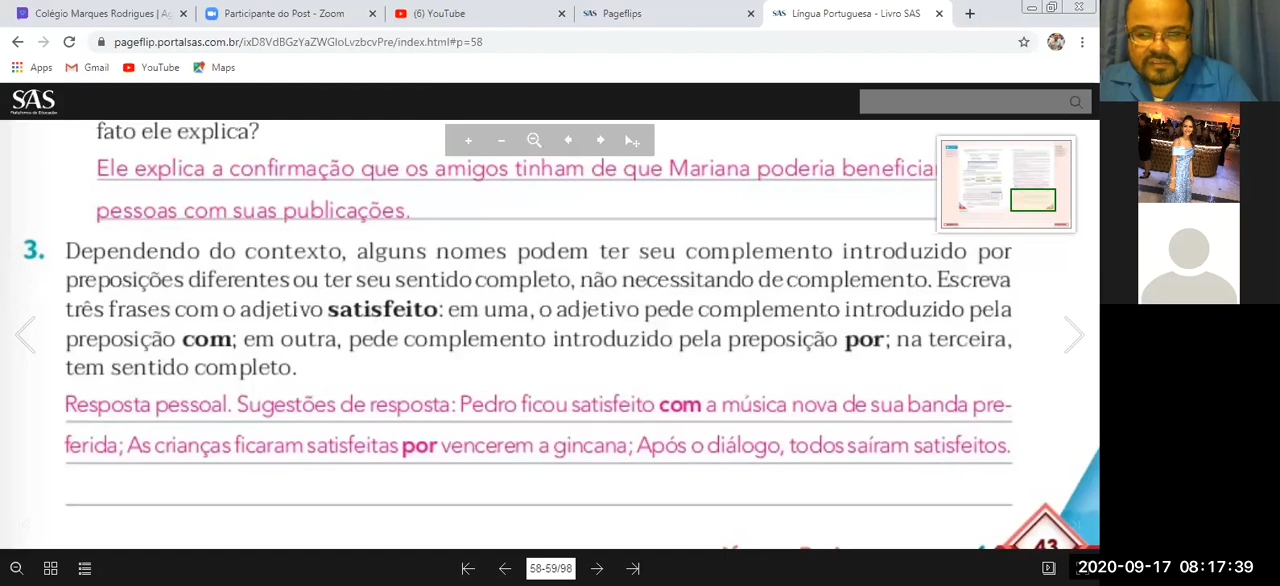 Colégio Marques Rodrigues | Ag
Participante do Post - Zoom
(6) YouTube
Pageflips
Língua Portuguesa - Livro SAS
pageflip.portalsas.com.br/ixD8VdBGzYaZWGloLvzbcvPre/index.html#p=58
Apps Gmail YouTube Maps
SAS
Plataforma de Educação
fato ele explica?
Ele explica a confirmação que os amigos tinham de que Mariana poderia beneficiar
pessoas com suas publicações.
3. Dependendo do contexto, alguns nomes podem ter seu complemento introduzido por
preposições diferentes ou ter seu sentido completo, não necessitando de complemento. Escreva
três frases com o adjetivo satisfeito: em uma, o adjetivo pede complemento introduzido pela
preposição com; em outra, pede complemento introduzido pela preposição por; na terceira,
tem sentido completo.
Resposta pessoal. Sugestões de resposta: Pedro ficou satisfeito com a música nova de sua banda pre-
ferida; As crianças ficaram satisfeitas por vencerem a gincana; Após o diálogo, todos saíram satisfeitos.
43
58-59/98
2020-09-17 08:17:39